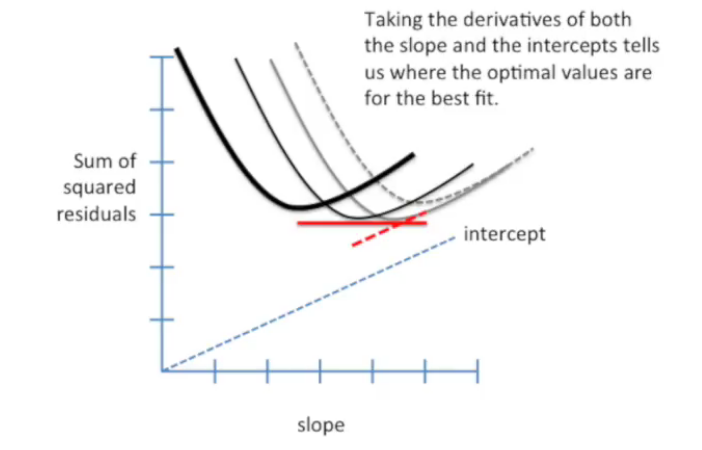 Taking the derivatives of both
the slope and the intercepts tells
us where the optimal values are
for the best fit.
Sum of
squared
residuals
intercept
slope